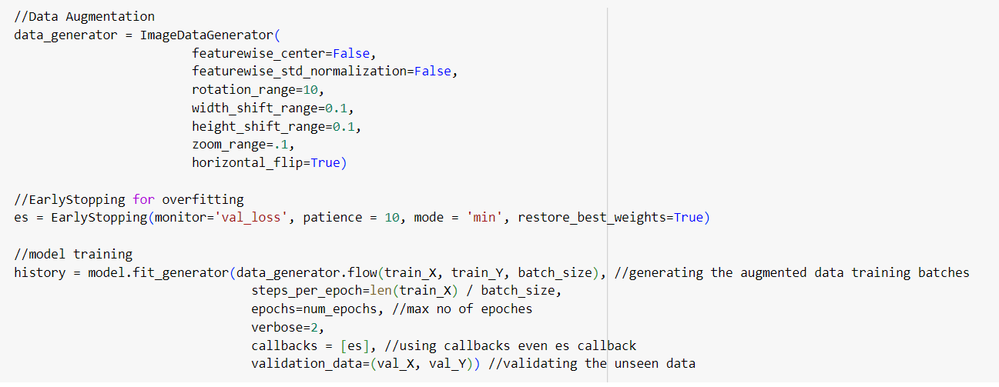 //Data Augmentation
data_generator = ImageDataGenerator(
featurewise_center=False,
featurewise_std_normalization=False,
rotation_range=10,
width_shift_range=0.1,
height_shift_range=0.1,
zoom_range=.1,
horizontal_flip=True)
//EarlyStopping for overfitting
es = EarlyStopping(monitor='val_loss', patience = 10, mode = 'min', restore_best_weights=True)
//model training
history = model.fit_generator(data_generator.flow(train_X, train_Y, batch_size), //generating the augmented data training batches
steps_per_epoch=len(train_X) / batch_size,
epochs=num_epochs, //max no of epoches
verbose=2,
callbacks = [es], //using callbacks even es callback
validation_data=(val_X, val_Y)) //validating the unseen data